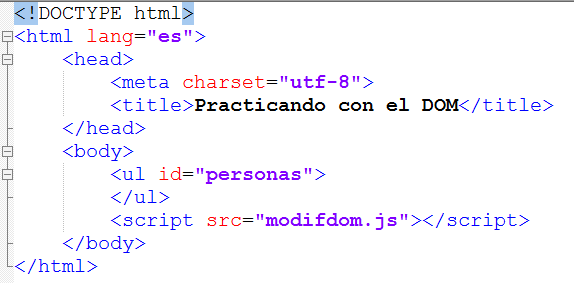 <!DOCTYPE html>
<html lang="es">
<head>
<meta charset="utf-8">
<title>Practicando con el DOM</title>
</head>
<body>
<ul id="personas">
</ul>
<script src="modifdom.js"></script>
</body>
</html>